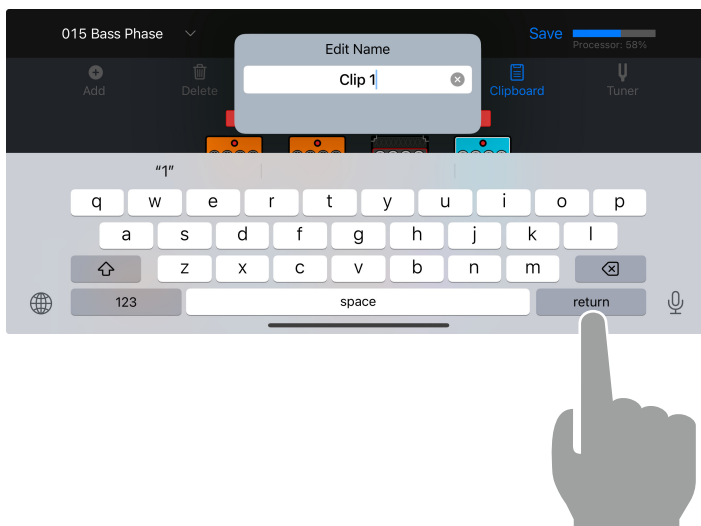 015 Bass Phase
Save
Processor: 58%
Edit Name
Clip 1
Add
Delete
Clipboard
Tuner
“1”
q w e r t y u i o p
a s d f g h j k l
z x c v b n m
123 space return